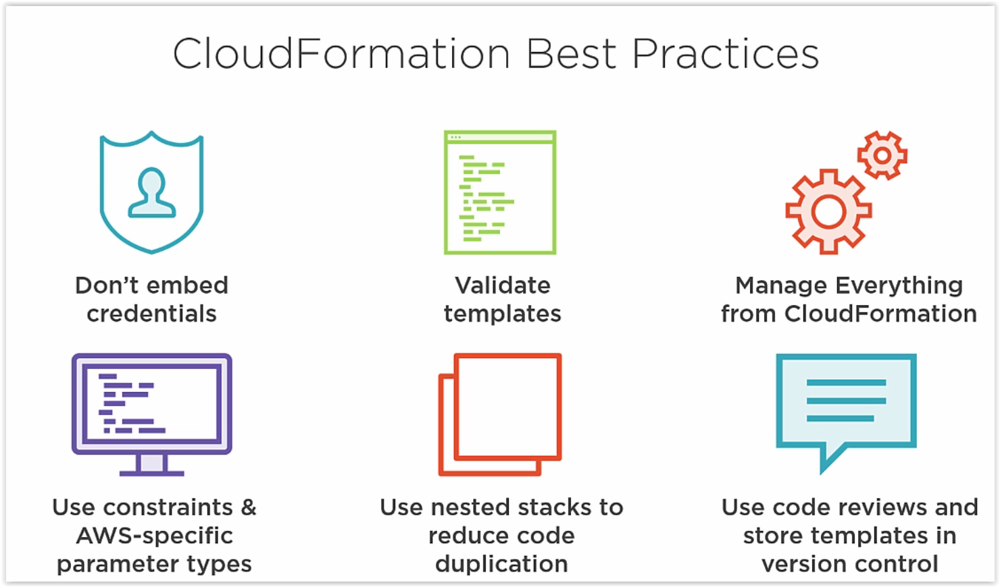 CloudFormation Best Practices
Don’t embed
credentials
Validate
templates
Manage Everything
from CloudFormation
Use constraints &
AWS-specific
parameter types
Use nested stacks to
reduce code
duplication
Use code reviews and
store templates in
version control